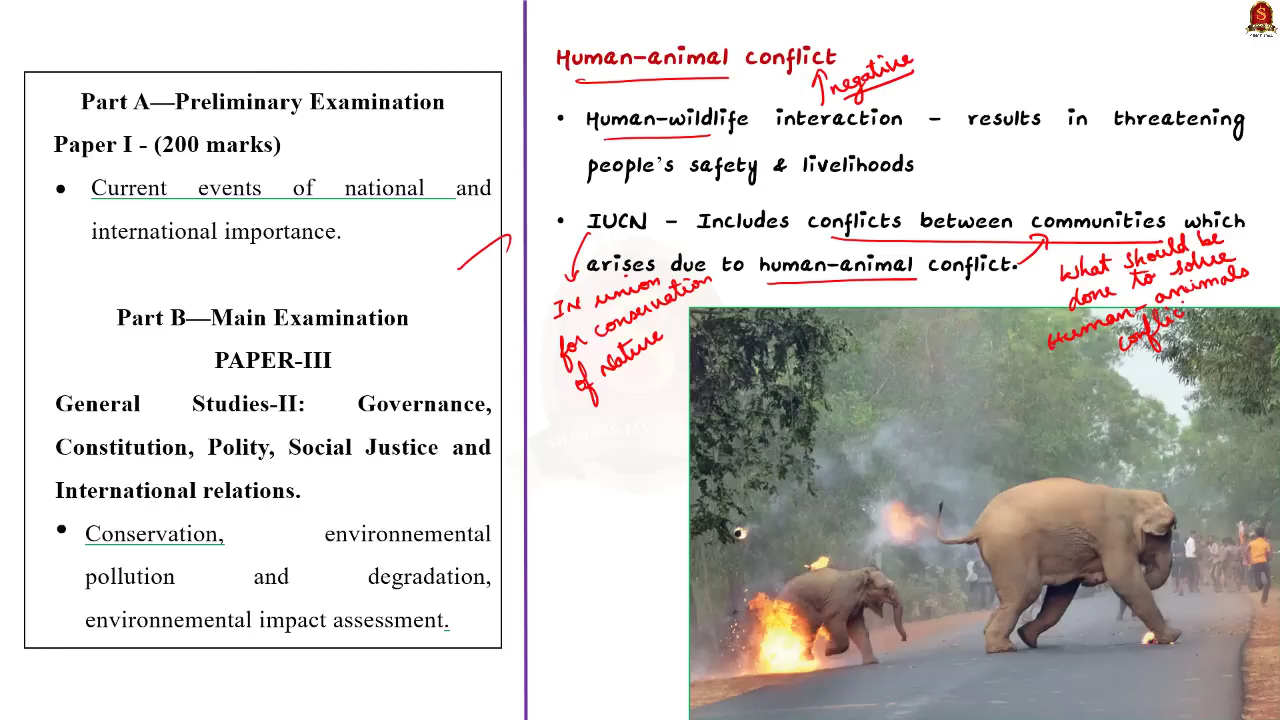 Part A—Preliminary Examination
Paper I - (200 marks)
• Current events of national and
international importance.
Part B—Main Examination
PAPER-III
General Studies-II: Governance,
Constitution, Polity, Social Justice and
International relations.
• Conservation, environnemental
pollution and degradation,
environnemental impact assessment.
Human-animal conflict
negative
• Human-wildlife interaction - results in threatening
people's safety & livelihoods
• IUCN - Includes conflicts between communities which
arises due to human-animal conflict.
IN union
for conservation
of Nature
What should be
done to solve
Human-animals
conflic